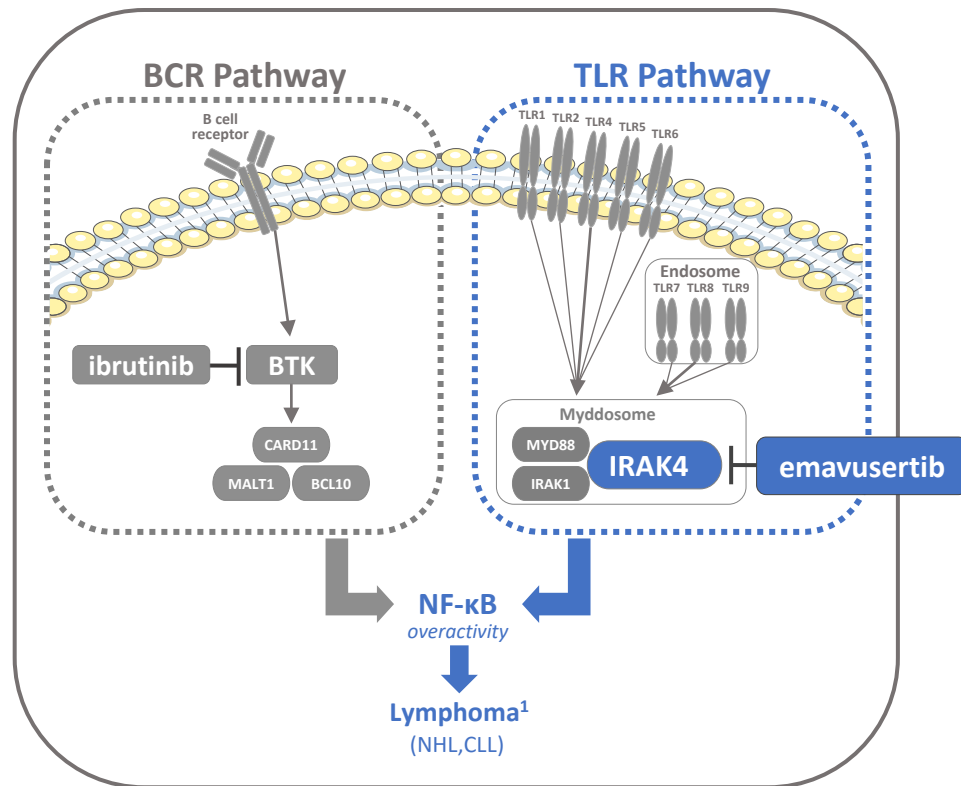 BCR Pathway
B cell
receptor
ibrutinib
BTK
CARD11
MALT1
BCL10
TLR Pathway
TLR1
TLR2
TLR4
TLR5
TLR6
Endosome
TLR7
TLR8
TLR9
Myddosome
MYD88
IRAK1
IRAK4
emavusertib
NF-κB
overactivity
Lymphoma¹
(NHL,CLL)